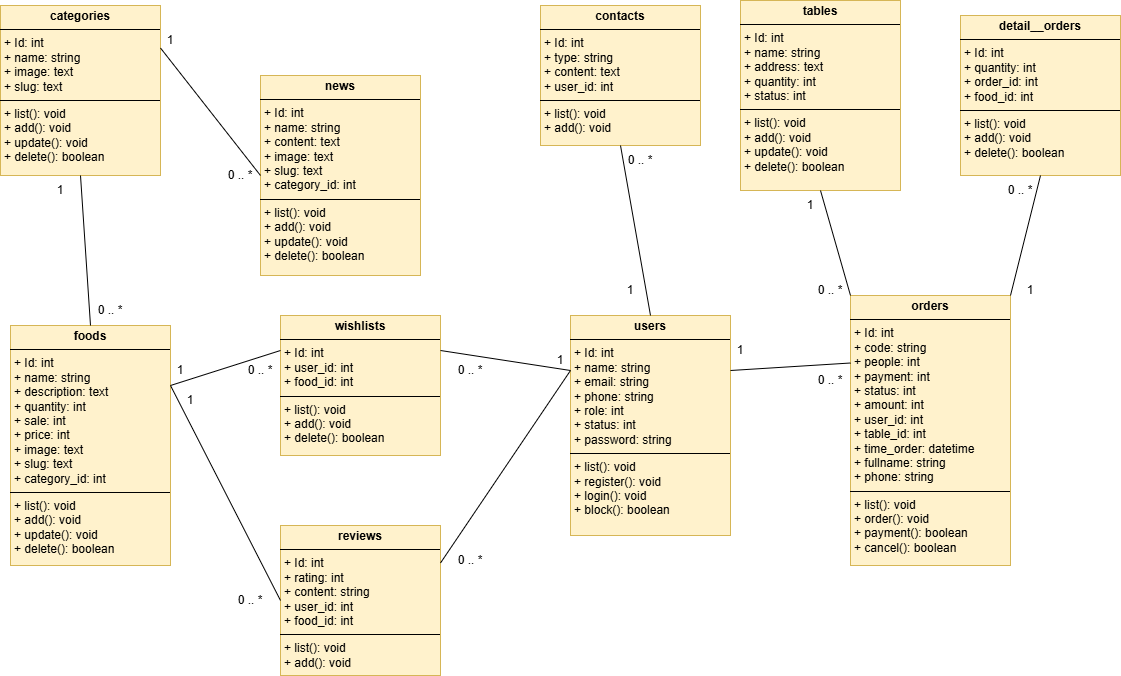 categories
+ Id: int
+ name: string
+ image: text
+ slug: text
+ list(): void
+ add(): void
+ update(): void
+ delete(): boolean
1
1
0 .. *
0 .. *
news
+ Id: int
+ name: string
+ content: text
+ image: text
+ slug: text
+ category_id: int
+ list(): void
+ add(): void
+ update(): void
+ delete(): boolean
contacts
+ Id: int
+ type: string
+ content: text
+ user_id: int
+ list(): void
+ add(): void
0 .. *
1
tables
+ Id: int
+ name: string
+ address: text
+ quantity: int
+ status: int
+ list(): void
+ add(): void
+ update(): void
+ delete(): boolean
1
0 .. *
detail__orders
+ Id: int
+ quantity: int
+ order_id: int
+ food_id: int
+ list(): void
+ add(): void
+ delete(): boolean
0 .. *
1
foods
+ Id: int
+ name: string
+ description: text
+ quantity: int
+ sale: int
+ price: int
+ image: text
+ slug: text
+ category_id: int
+ list(): void
+ add(): void
+ update(): void
+ delete(): boolean
1
0 .. *
1
0 .. *
wishlists
+ Id: int
+ user_id: int
+ food_id: int
+ list(): void
+ add(): void
+ delete(): boolean
0 .. *
1
reviews
+ Id: int
+ rating: int
+ content: string
+ user_id: int
+ food_id: int
+ list(): void
+ add(): void
0 .. *
users
+ Id: int
+ name: string
+ email: string
+ phone: string
+ role: int
+ status: int
+ password: string
+ list(): void
+ register(): void
+ login(): void
+ block(): boolean
1
0 .. *
orders
+ Id: int
+ code: string
+ people: int
+ payment: int
+ status: int
+ amount: int
+ user_id: int
+ table_id: int
+ time_order: datetime
+ fullname: string
+ phone: string
+ list(): void
+ order(): void
+ payment(): boolean
+ cancel(): boolean